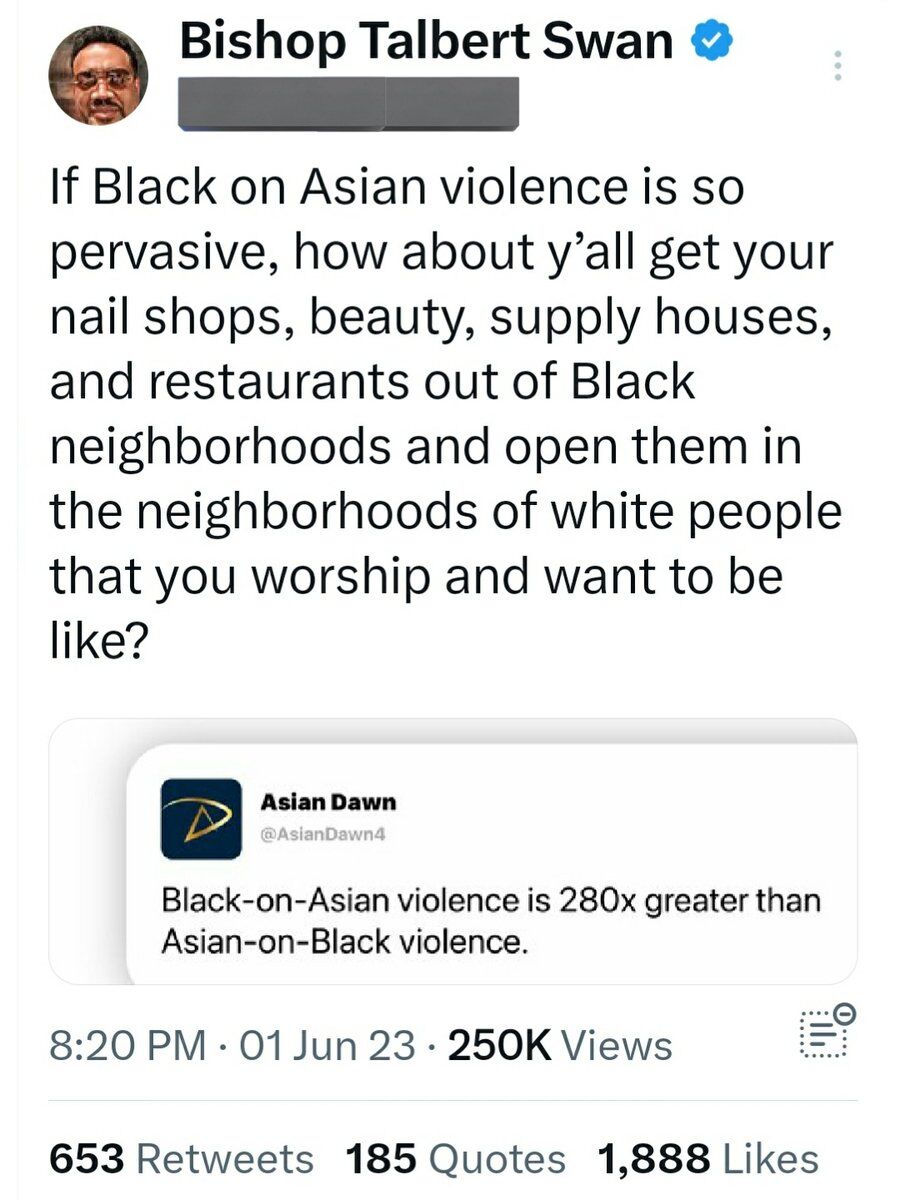 Bishop Talbert Swan
If Black on Asian violence is so
pervasive, how about y’all get your
nail shops, beauty, supply houses,
and restaurants out of Black
neighborhoods and open them in
the neighborhoods of white people
that you worship and want to be
like?
Asian Dawn
@AsianDawn4
Black-on-Asian violence is 280x greater than
Asian-on-Black violence.
8:20 PM · 01 Jun 23 · 250K Views
653 Retweets 185 Quotes 1,888 Likes